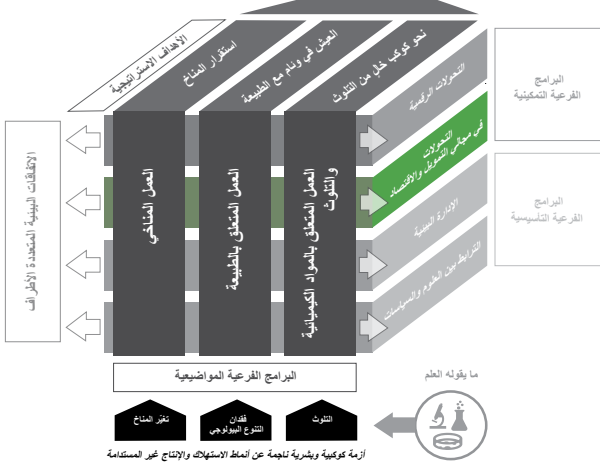 الأهداف الاستراتيجية
استقرار المناخ
العيش في وئام مع الطبيعة
نحو كوكب خالٍ من التلوث
التحولات الرقمية
التحولات
في مجالي التمويل والاقتصاد
الإدارة البيئية
الترابط بين العلوم والسياسات
البرامج
الفرعية التمكينية
البرامج
الفرعية التأسيسية
العمل المناخي
العمل المتعلق بالطبيعة
العمل المتعلق بالمواد الكيميائية
والتلوث
الاتفاقات البيئية المتعددة الأطراف
البرامج الفرعية المواضيعية
ما يقوله العلم
التلوث
فقدان
التنوع البيولوجي
تغيّر المناخ
أزمة كوكبية وبشرية ناجمة عن أنماط الاستهلاك والإنتاج غير المستدامة